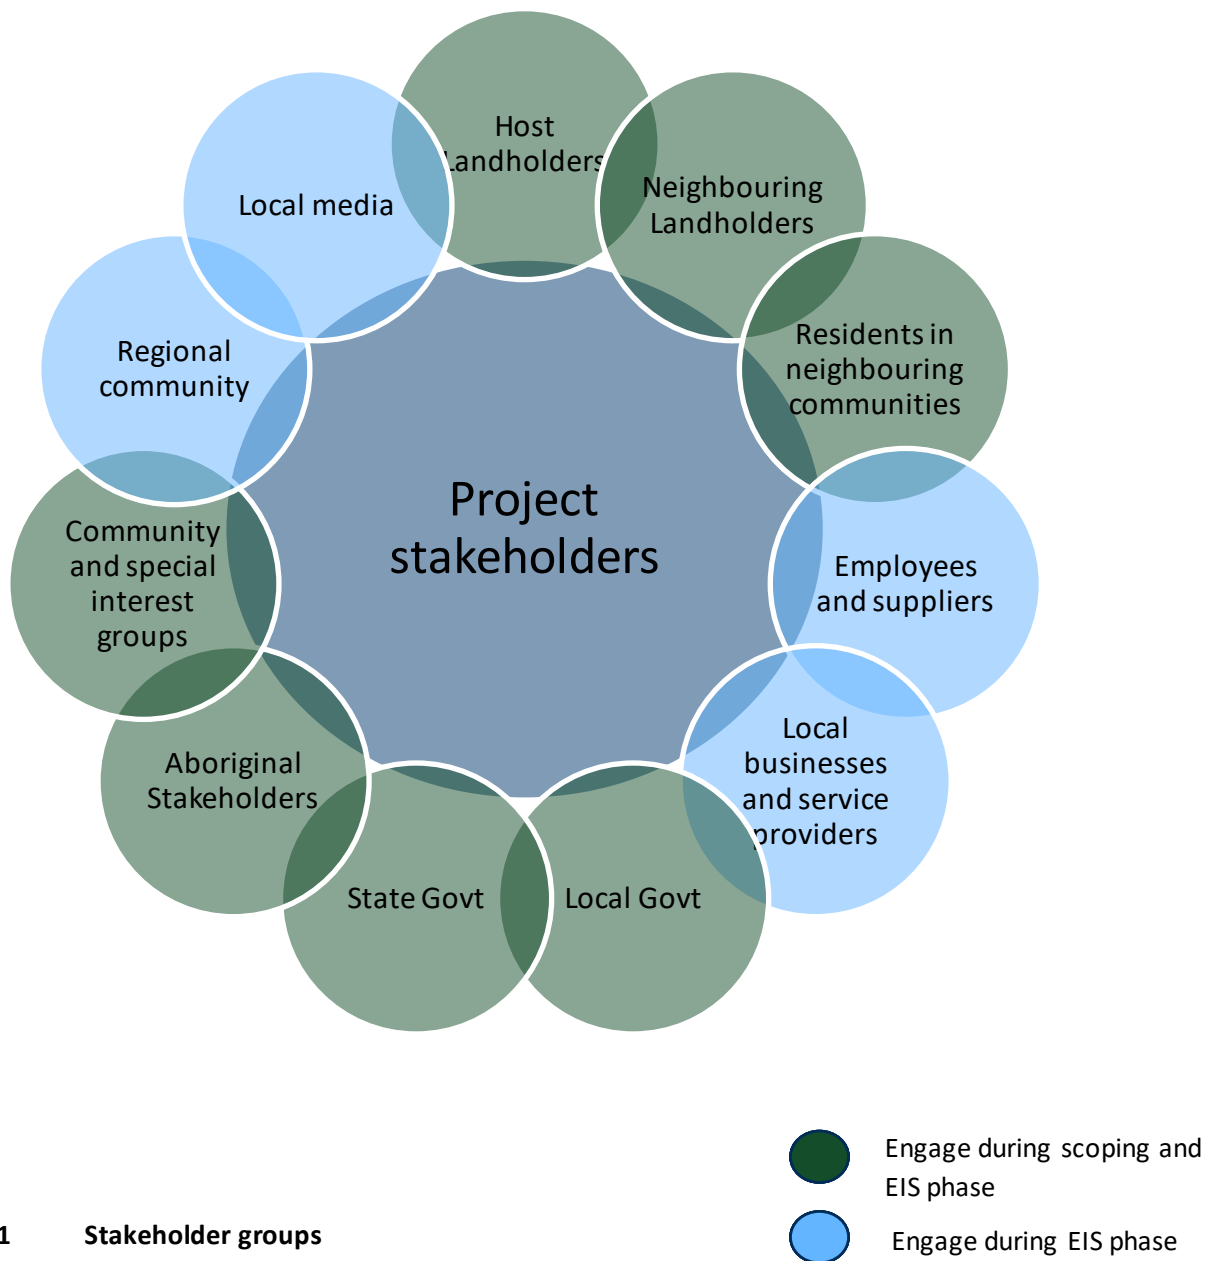 Host
Landholders
Neighbouring
Landholders
Local media
Residents in
neighbouring
communities
Regional
community
Project
stakeholders
Community
and special
interest
groups
Employees
and suppliers
Local
businesses
and service
providers
Aboriginal
Stakeholders
State Govt
Local Govt
Engage during scoping and
EIS phase
1 Stakeholder groups
Engage during EIS phase